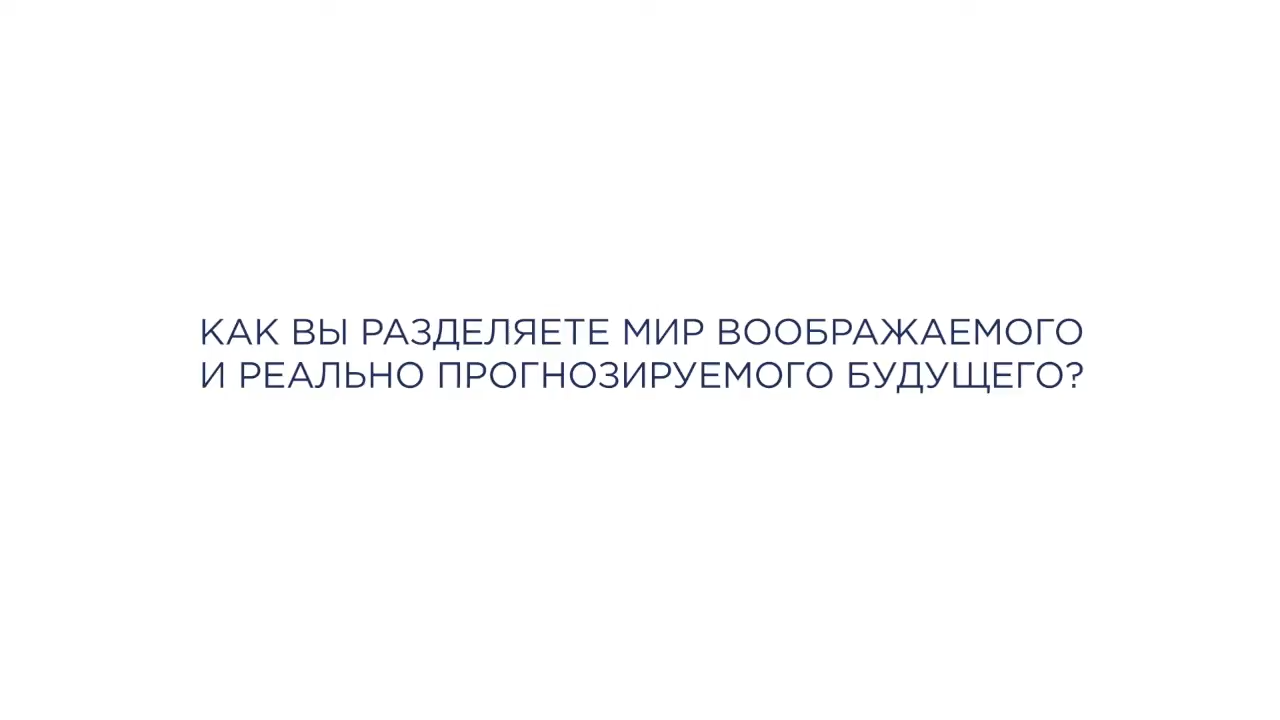 КАК ВЫ РАЗДЕЛЯЕТЕ МИР ВООБРАЖАЕМОГО
И РЕАЛЬНО ПРОГНОЗИРУЕМОГО БУДУЩЕГО?